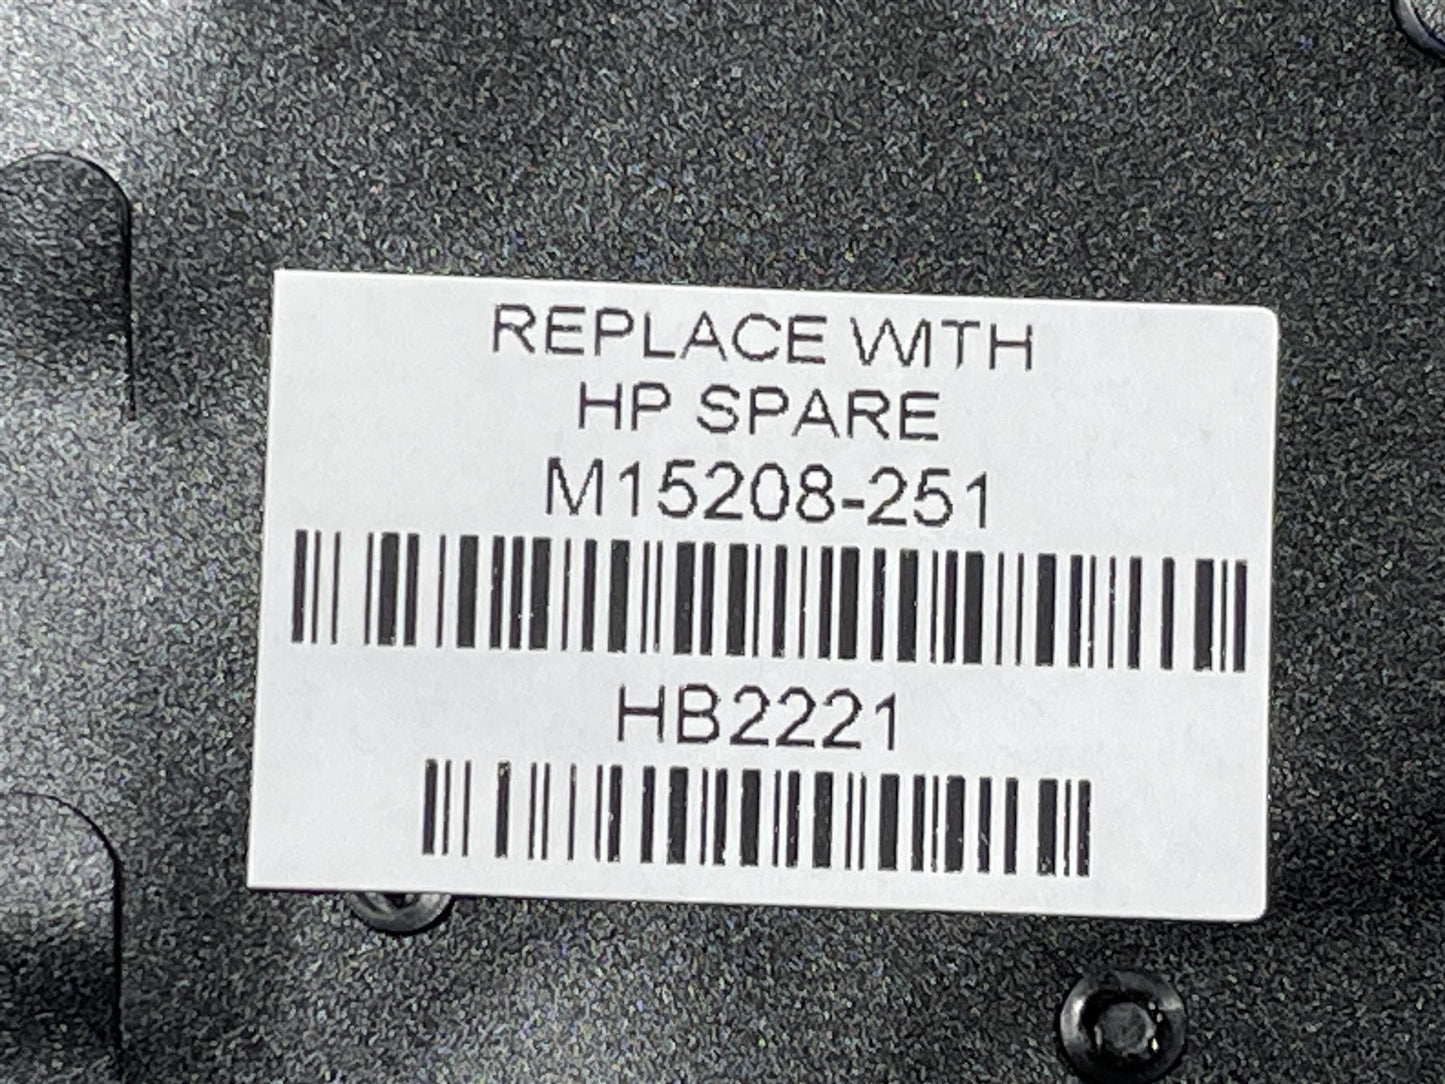 REPLACE WITH
HP SPARE
M15208-251
HB2221